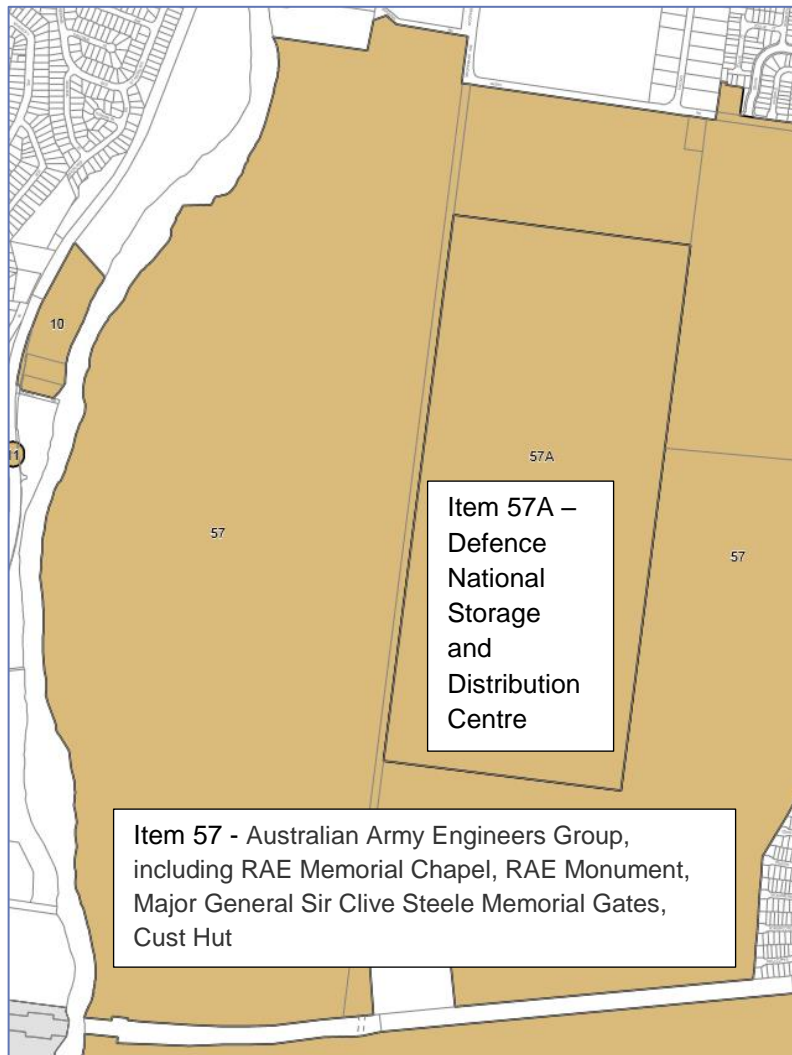 10
11
57
57A
57
Item 57A –
Defence
National
Storage
and
Distribution
Centre
Item 57 - Australian Army Engineers Group,
including RAE Memorial Chapel, RAE Monument,
Major General Sir Clive Steele Memorial Gates,
Cust Hut